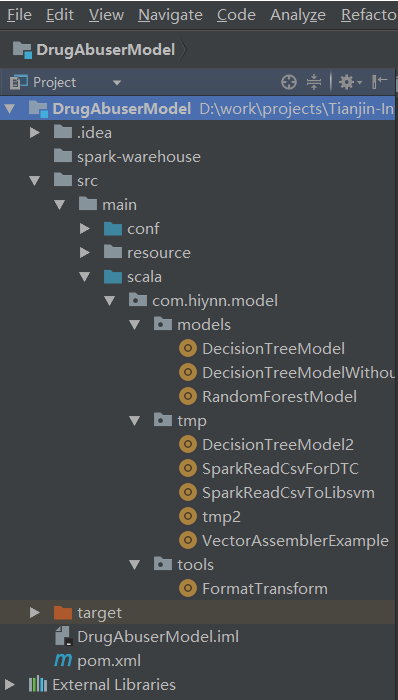 File Edit View Navigate Code Analyze Refacto
DrugAbuserModel
Project
DrugAbuserModel D:\work\projects\Tianjin-In
.idea
spark-warehouse
src
main
conf
resource
scala
com.hiynn.model
models
DecisionTreeModel
DecisionTreeModelWithou
RandomForestModel
tmp
DecisionTreeModel2
SparkReadCsvForDTC
SparkReadCsvToLibsvm
tmp2
VectorAssemblerExample
tools
FormatTransform
target
DrugAbuserModel.iml
pom.xml
External Libraries